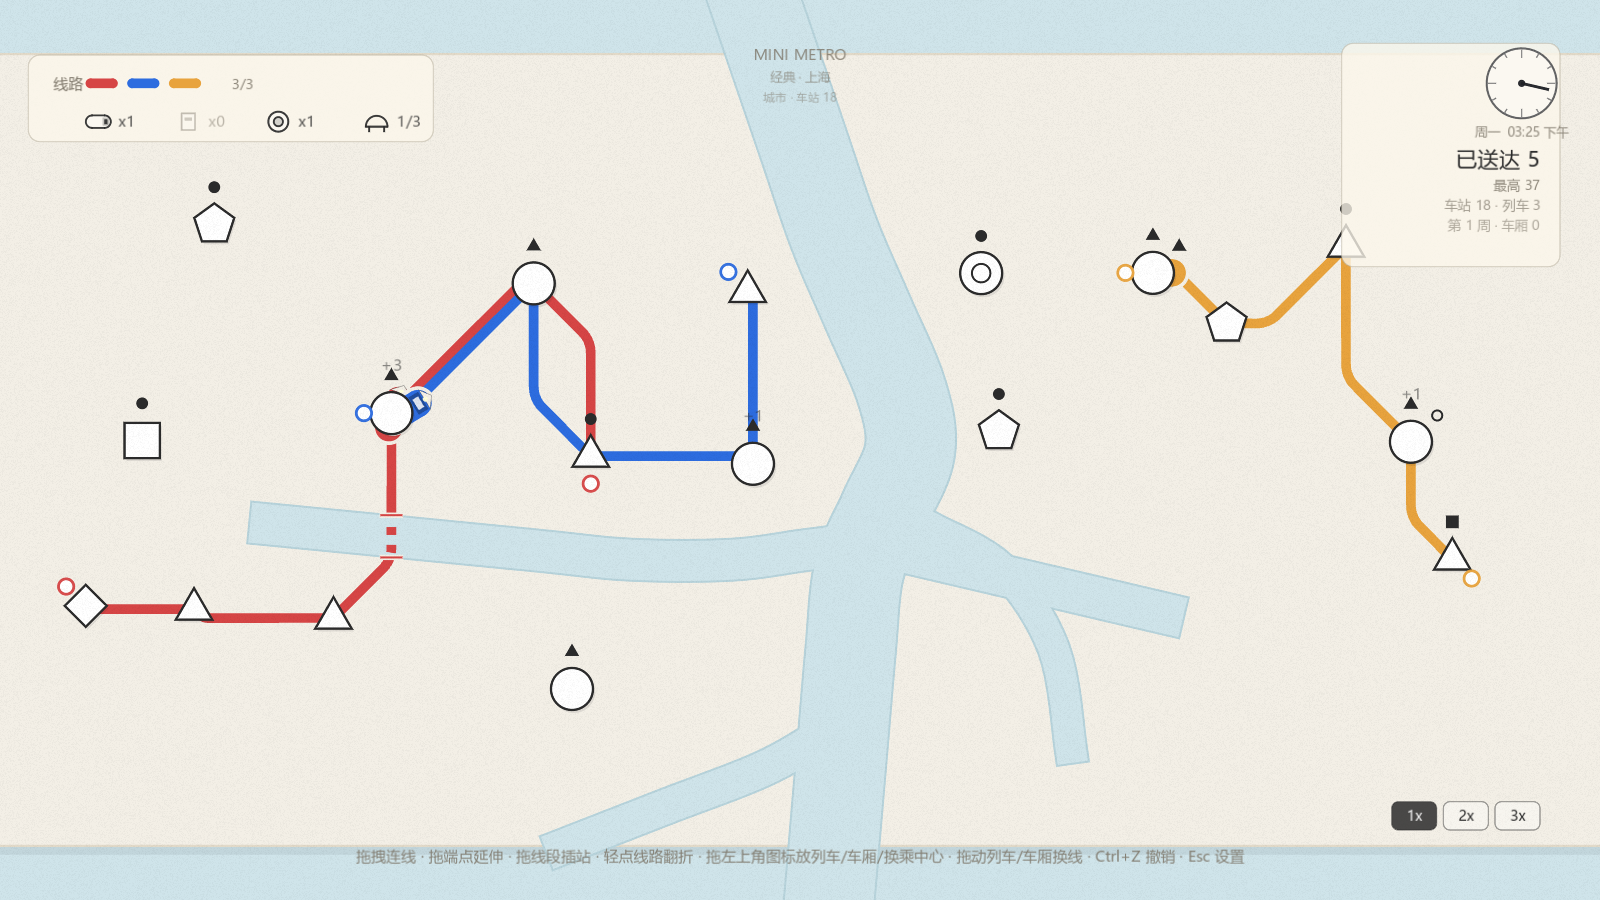 线路 3/3
x1 x0 x1 1/3
MINI METRO
经典 · 上海
城市 · 车站 18
周一 03:25 下午
已送达 5
最高 37
车站 18 · 列车 3
第 1 周 · 车厢 0
+3
+1
+1
1x 2x 3x
拖拽连线 · 拖端点延伸 · 拖线段插站 · 轻点线路翻折 · 拖左上角图标放列车/车厢/换乘中心 · 拖动列车/车厢换线 · Ctrl+Z 撤销 · Esc 设置